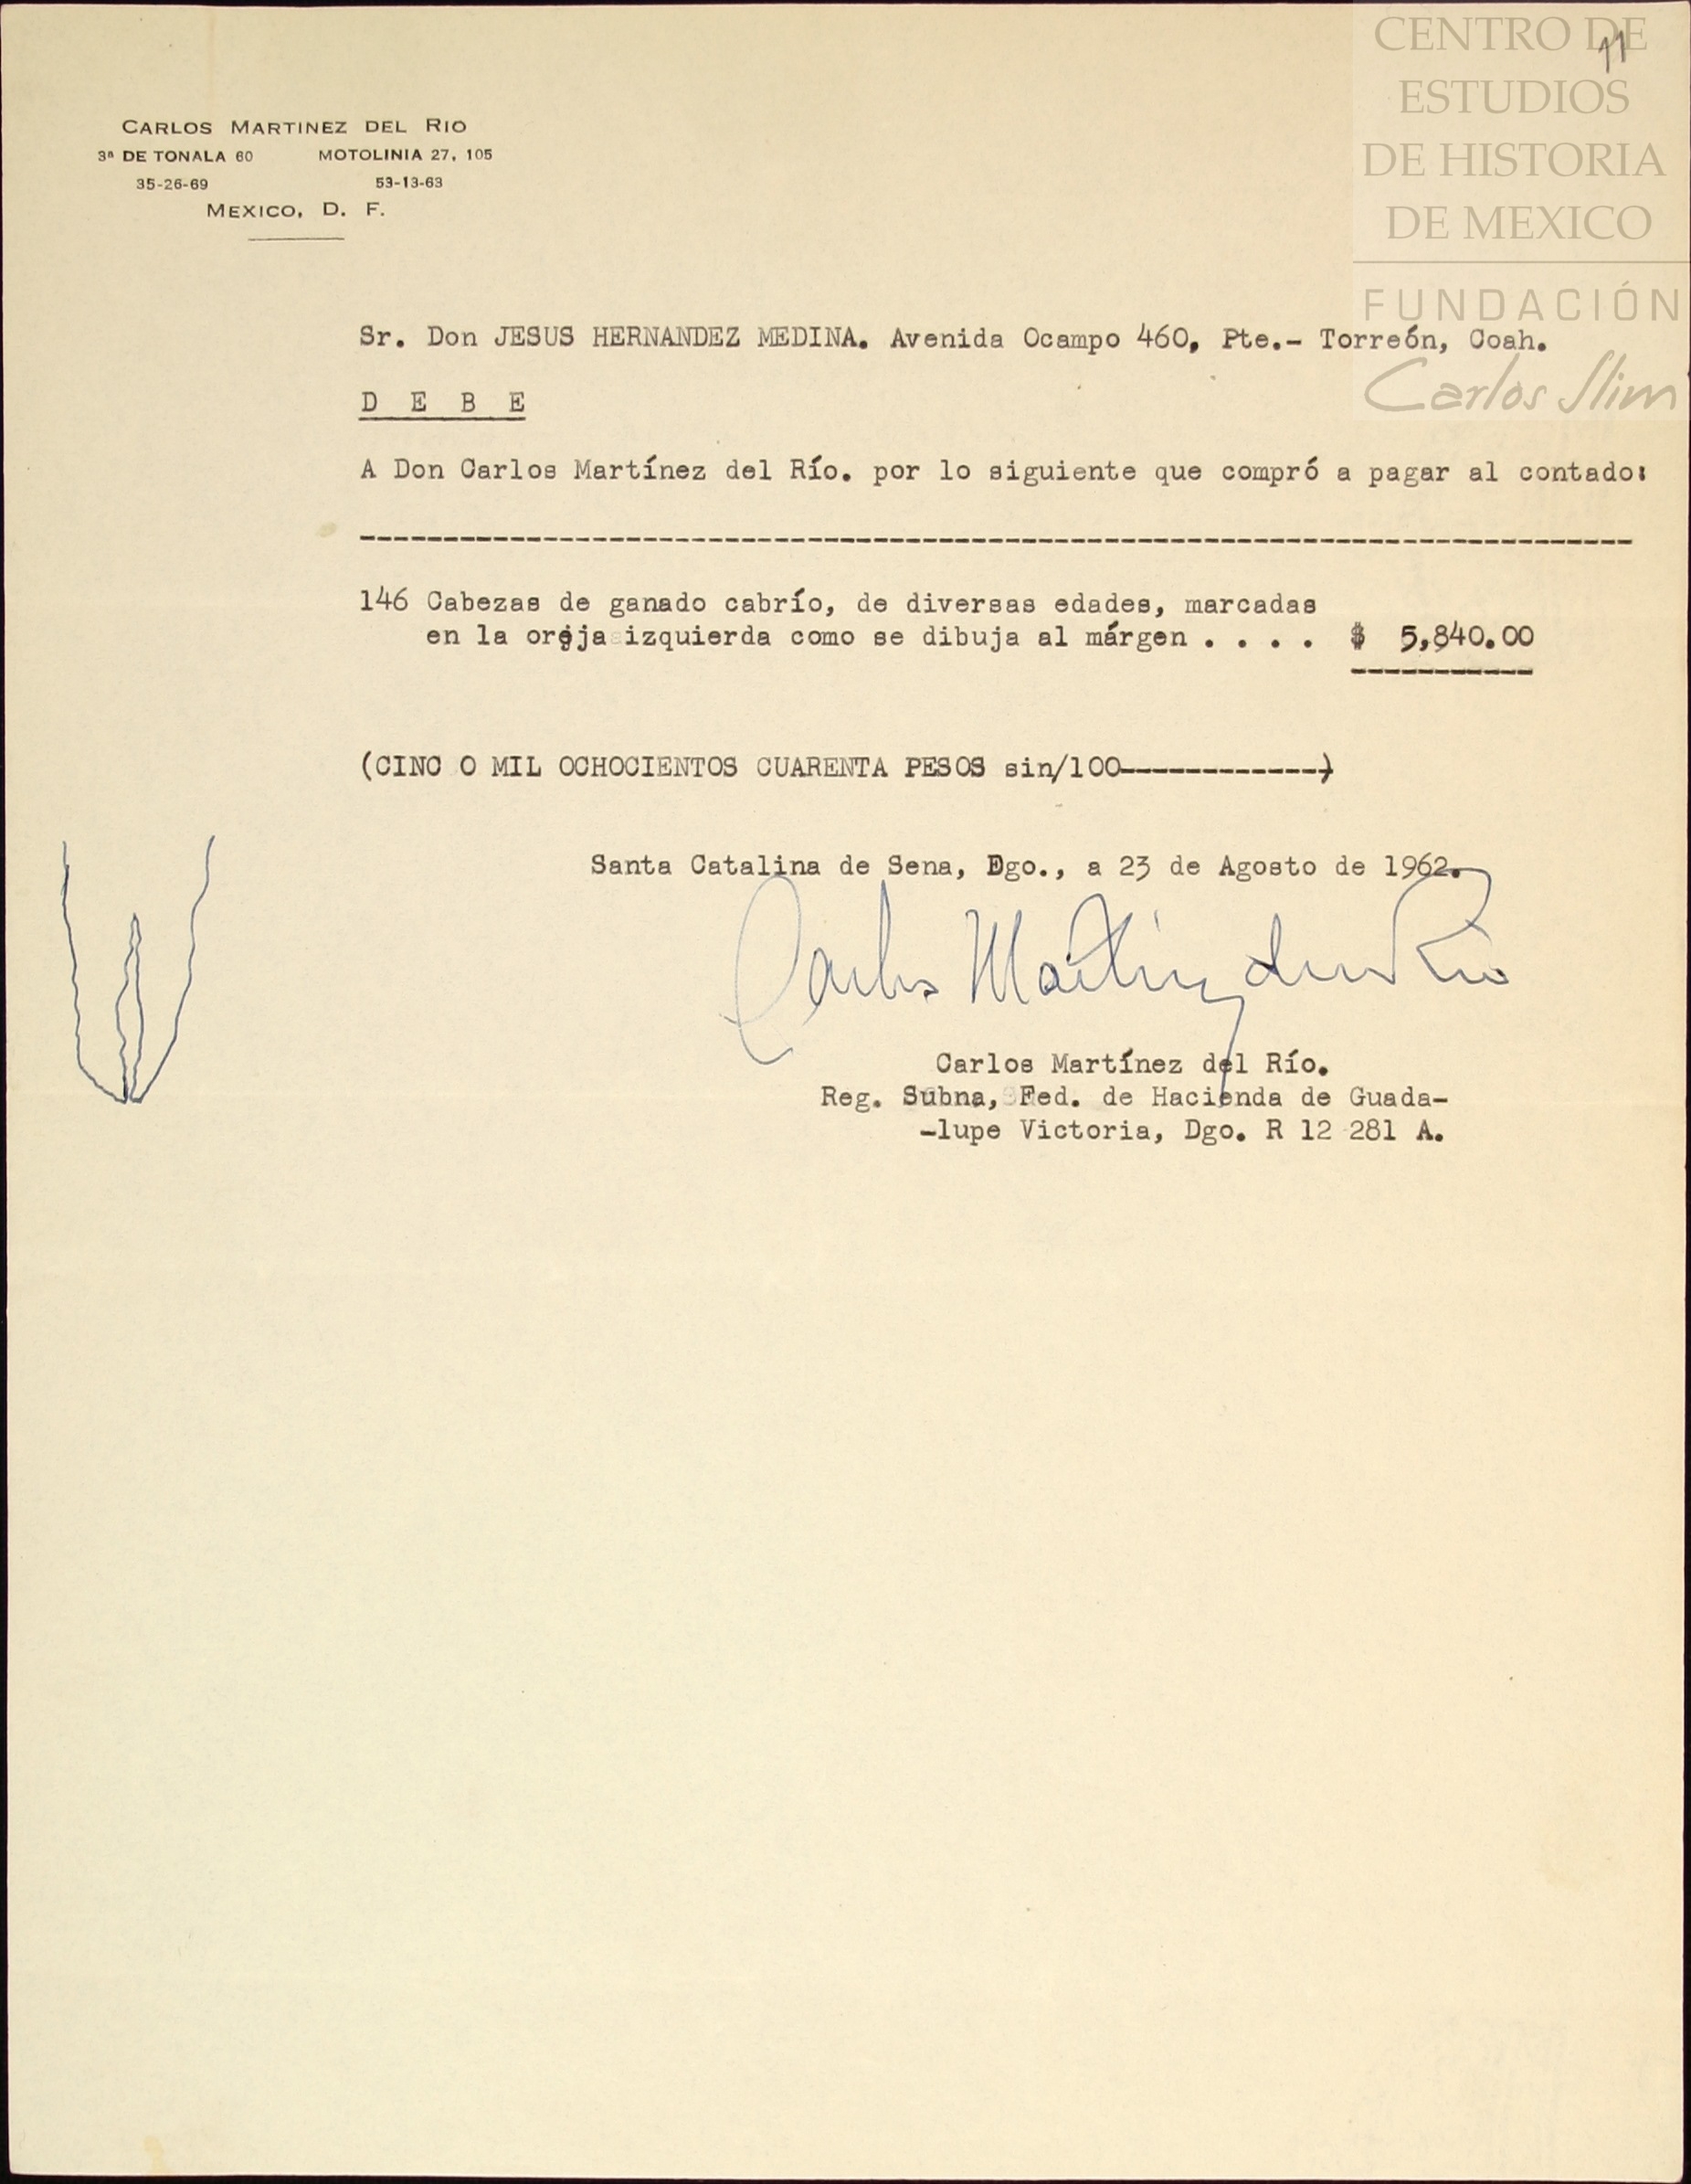 CENTRO DE
ESTUDIOS
DE HISTORIA
DE MEXICO
FUNDACIÓN
Carlos Slim
11
CARLOS MARTINEZ DEL RIO
3ª DE TONALA 60 MOTOLINIA 27, 105
35-26-69 53-13-63
MEXICO, D. F.
Sr. Don JESUS HERNANDEZ MEDINA. Avenida Ocampo 460, Pte.- Torreón, Coah.
D E B E
A Don Carlos Martínez del Río. por lo siguiente que compró a pagar al contado:
146 Cabezas de ganado cabrío, de diversas edades, marcadas
en la oreja izquierda como se dibuja al márgen . . . . $ 5,840.00
(CINC O MIL OCHOCIENTOS CUARENTA PESOS sin/100------------)
Santa Catalina de Sena, Dgo., a 23 de Agosto de 1962.
Carlos Martínez del Río
Carlos Martínez del Río.
Reg. Subna, Fed. de Hacienda de Guada-
-lupe Victoria, Dgo. R 12 281 A.